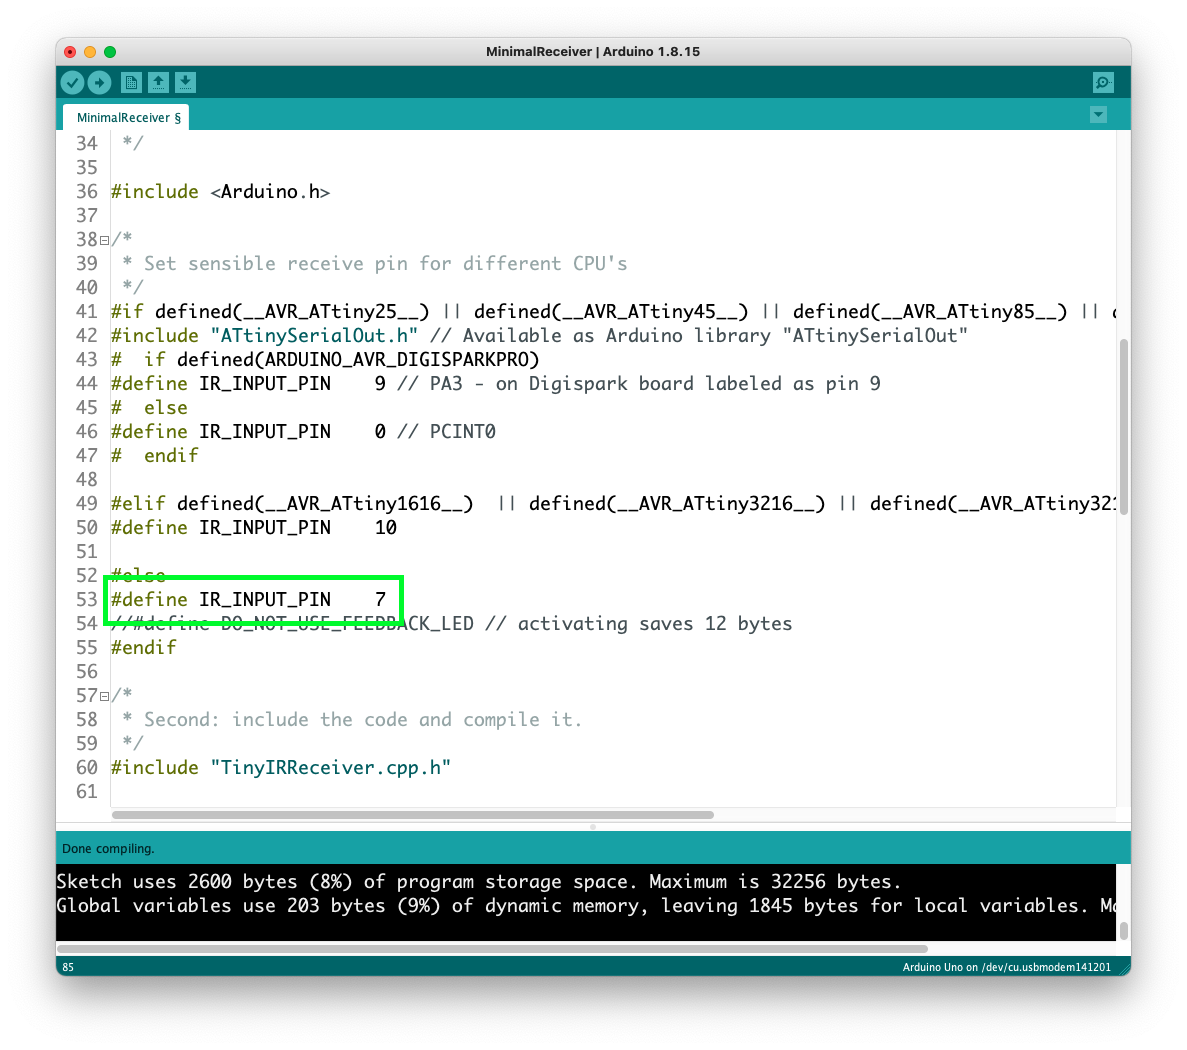 MinimalReceiver | Arduino 1.8.15
MinimalReceiver §
34 */
35
36 #include <Arduino.h>
37
38 /*
39 * Set sensible receive pin for different CPU's
40 */
41 #if defined(__AVR_ATtiny25__) || defined(__AVR_ATtiny45__) || defined(__AVR_ATtiny85__) ||
42 #include "ATtinySerialOut.h" // Available as Arduino library "ATtinySerialOut"
43 #  if defined(ARDUINO_AVR_DIGISPARKPRO)
44 #define IR_INPUT_PIN    9 // PA3 - on Digispark board labeled as pin 9
45 #  else
46 #define IR_INPUT_PIN    0 // PCINT0
47 #  endif
48
49 #elif defined(__AVR_ATtiny1616__)  || defined(__AVR_ATtiny3216__) || defined(__AVR_ATtiny321
50 #define IR_INPUT_PIN    10
51
52 #else
53 #define IR_INPUT_PIN    7
54 //#define DO_NOT_USE_FEEDBACK_LED // activating saves 12 bytes
55 #endif
56
57 /*
58 * Second: include the code and compile it.
59 */
60 #include "TinyIRReceiver.cpp.h"
61
Done compiling.
Sketch uses 2600 bytes (8%) of program storage space. Maximum is 32256 bytes.
Global variables use 203 bytes (9%) of dynamic memory, leaving 1845 bytes for local variables.
85
Arduino Uno on /dev/cu.usbmodem141201